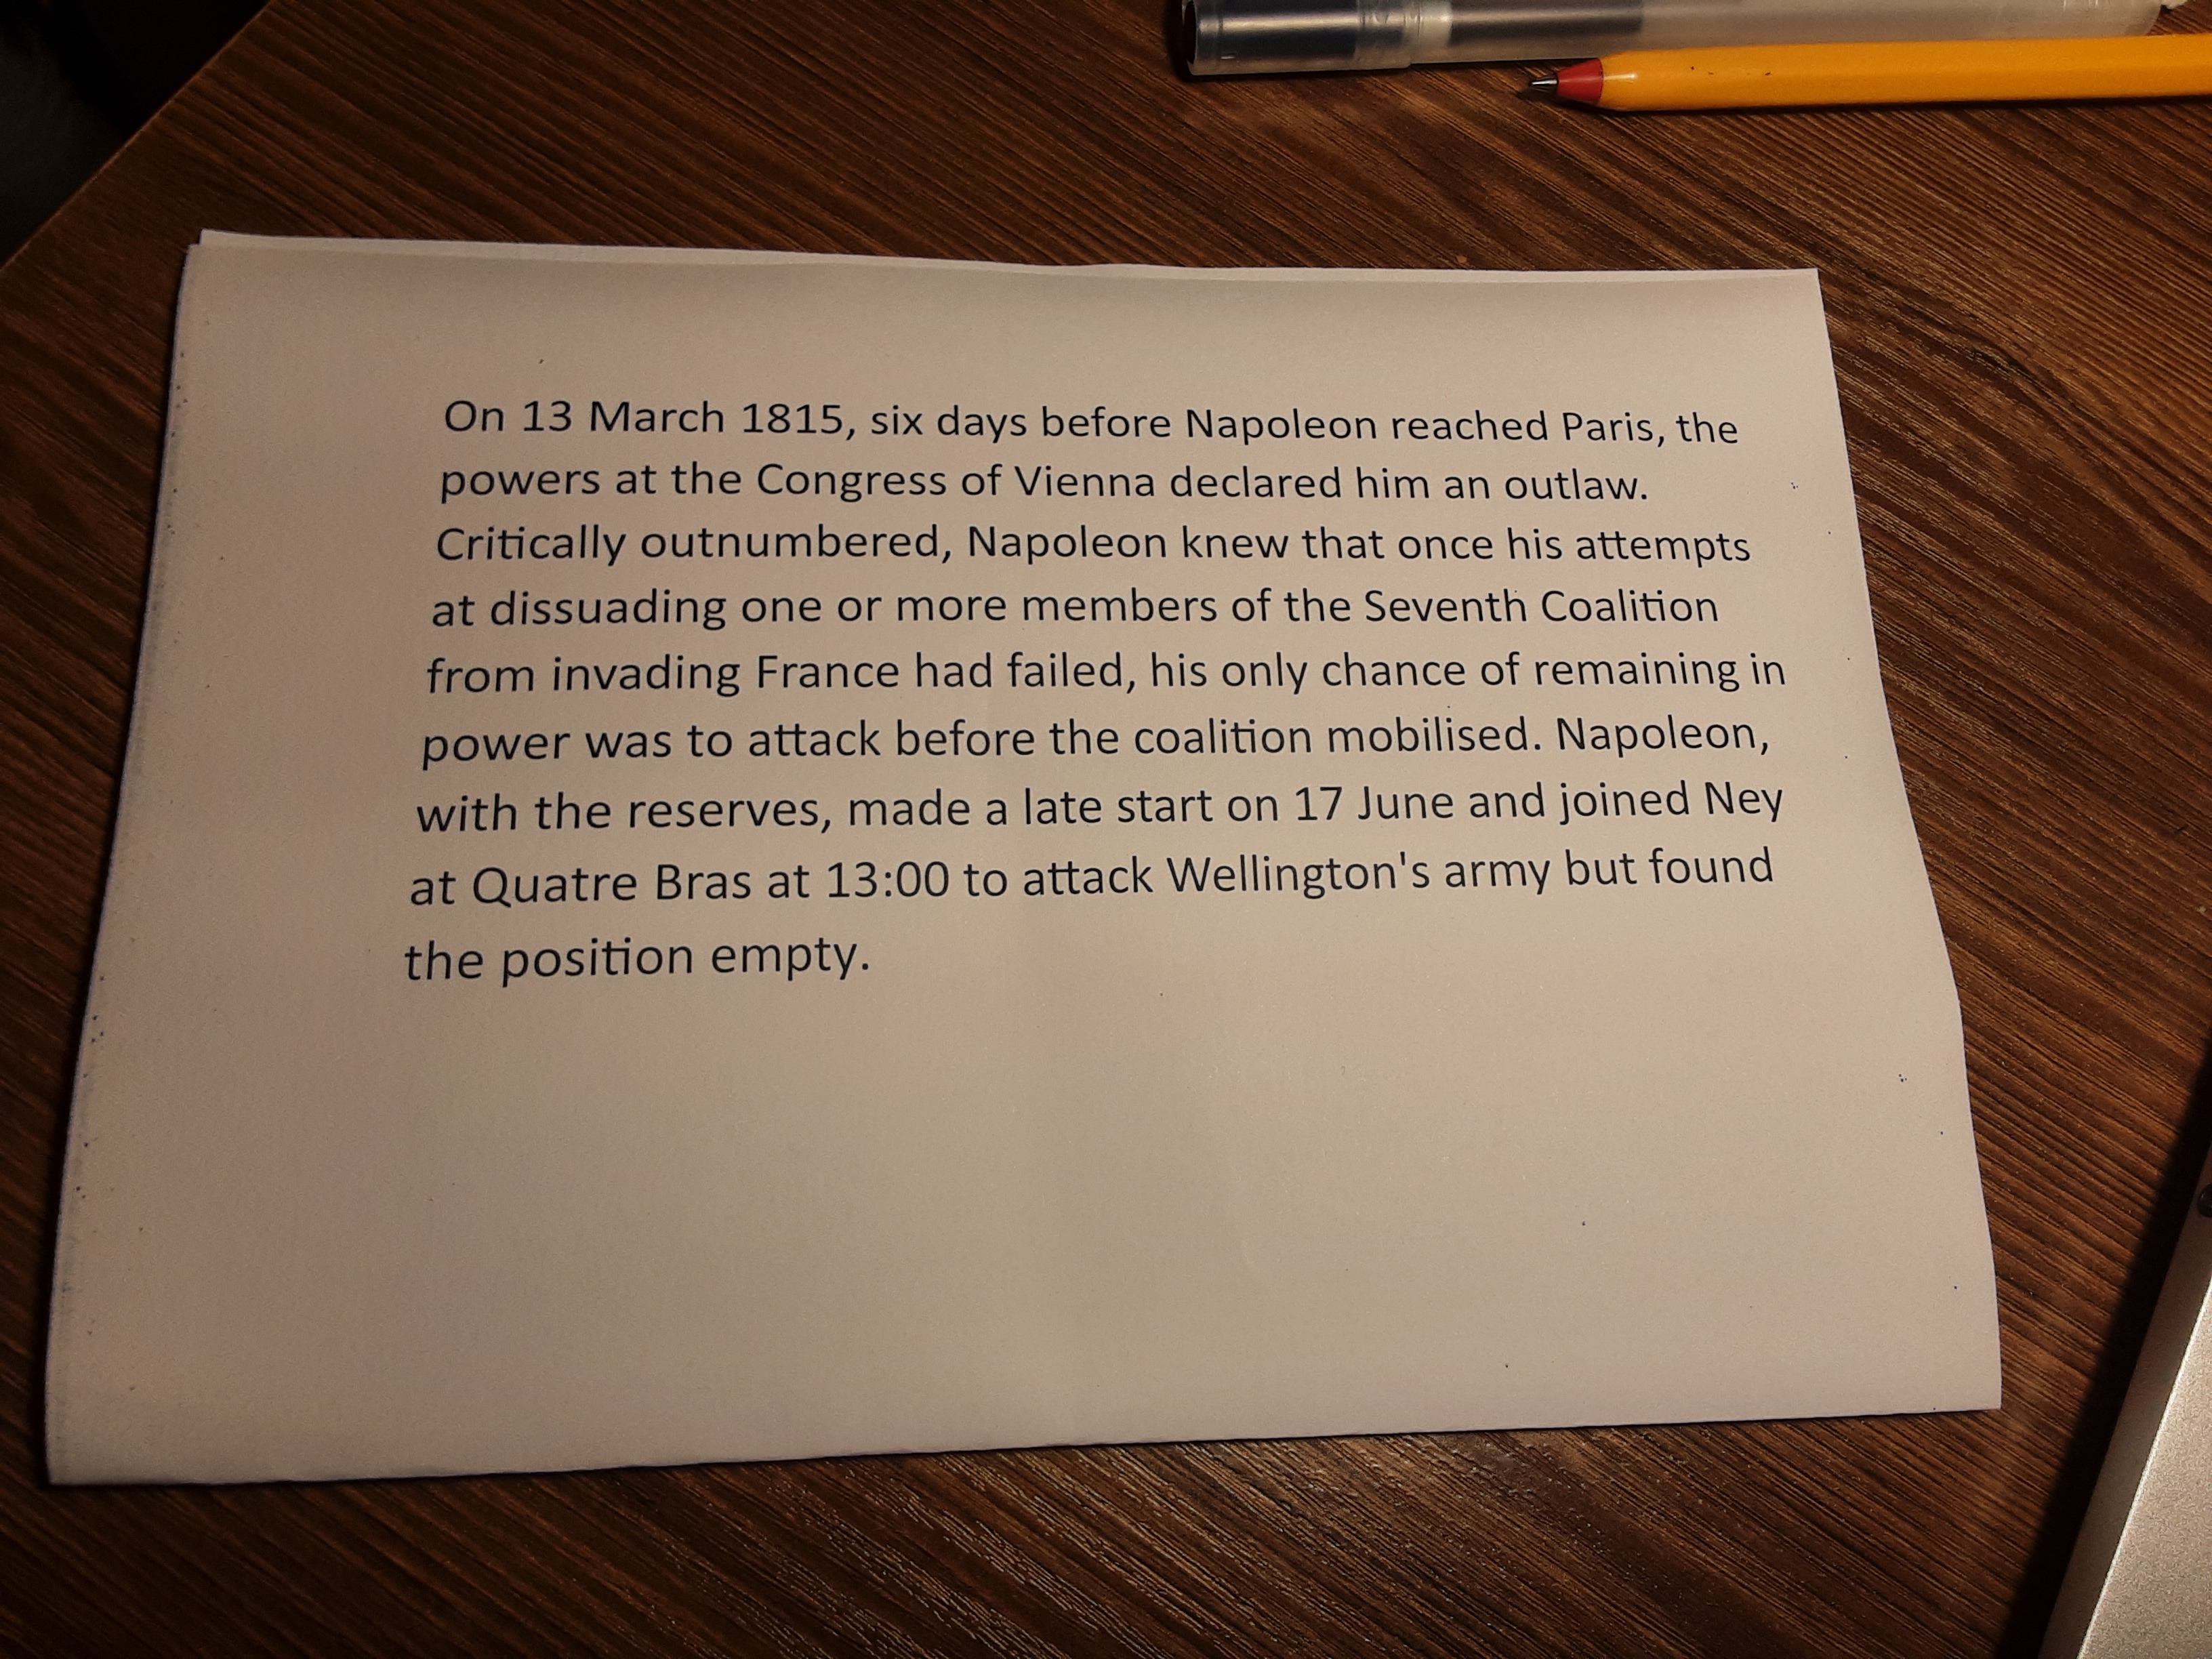 On 13 March 1815, six days before Napoleon reached Paris, the
powers at the Congress of Vienna declared him an outlaw.
Critically outnumbered, Napoleon knew that once his attempts
at dissuading one or more members of the Seventh Coalition
from invading France had failed, his only chance of remaining in
power was to attack before the coalition mobilised. Napoleon,
with the reserves, made a late start on 17 June and joined Ney
at Quatre Bras at 13:00 to attack Wellington's army but found
the position empty.